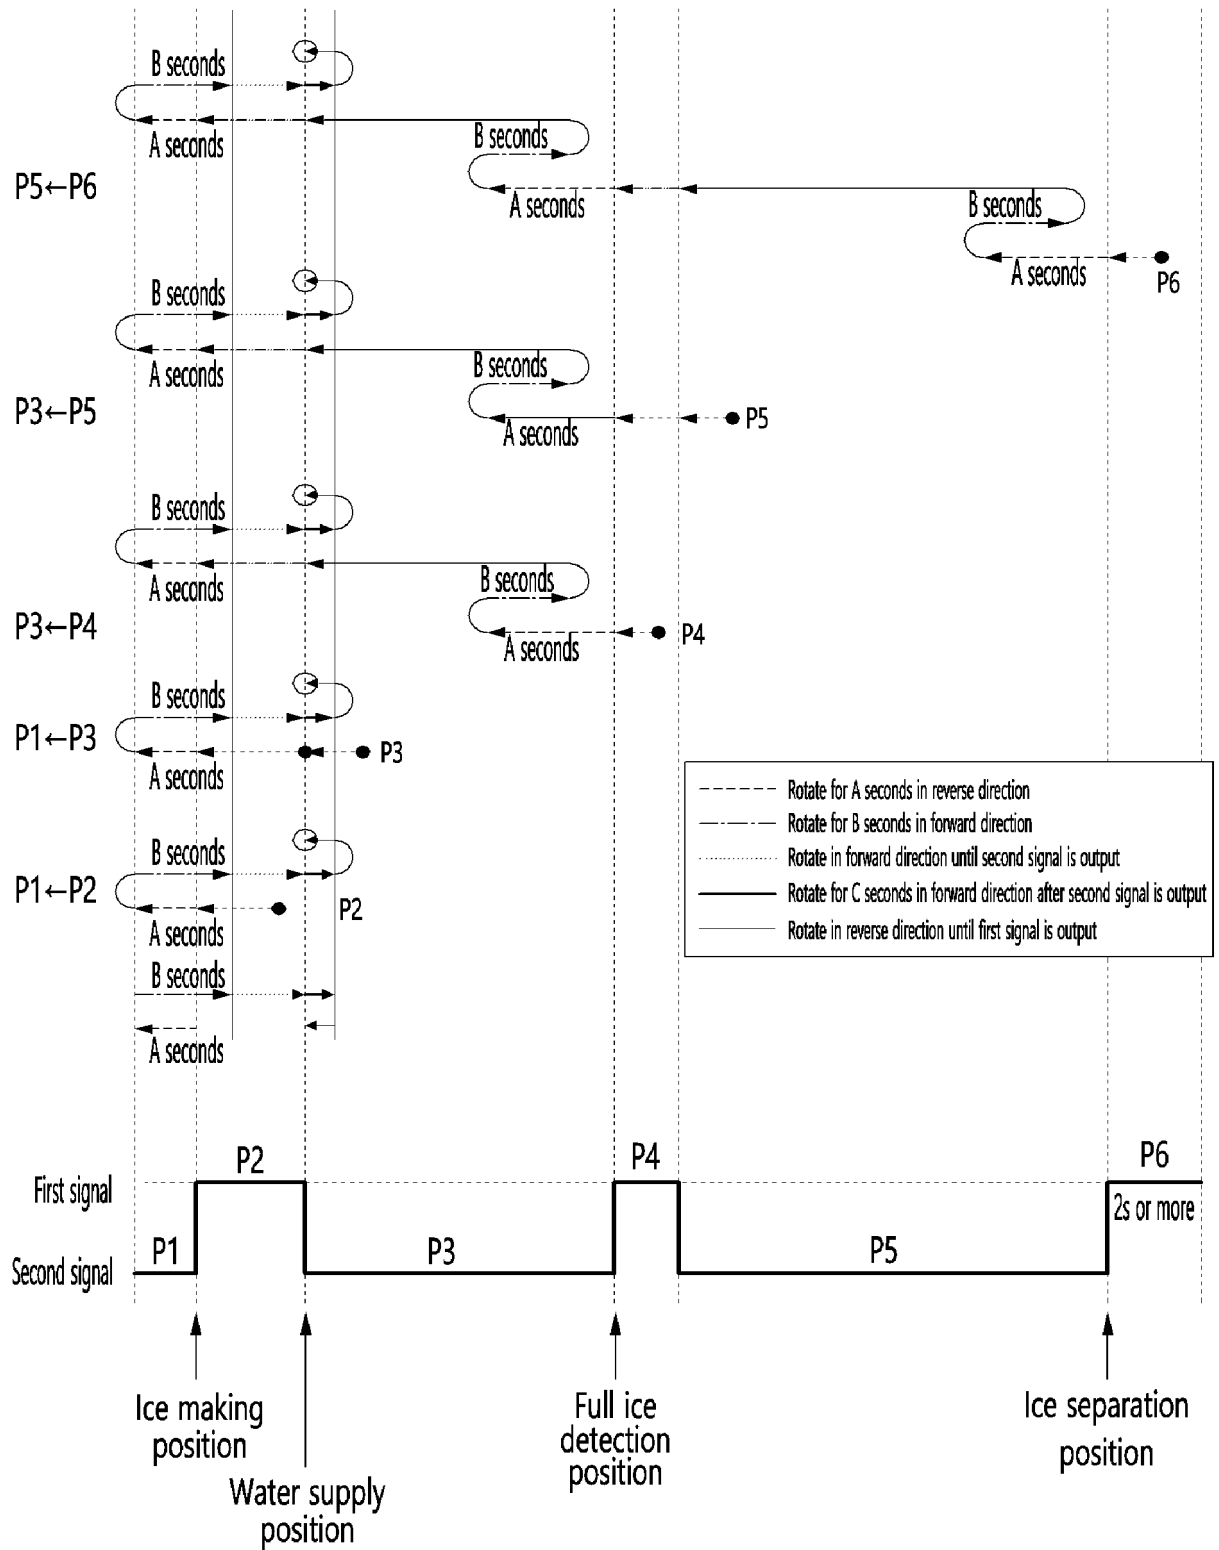 B seconds
A seconds
B seconds
P5←P6
A seconds
B seconds
A seconds
P6
B seconds
A seconds
B seconds
P3←P5
A seconds
P5
B seconds
A seconds
B seconds
P3←P4
A seconds
P4
B seconds
P1←P3
A seconds
P3
Rotate for A seconds in reverse direction
Rotate for B seconds in forward direction
Rotate in forward direction until second signal is output
Rotate for C seconds in forward direction after second signal is output
Rotate in reverse direction until first signal is output
B seconds
P1←P2
P2
A seconds
B seconds
A seconds
P2
P4
P6
First signal
2s or more
P1
P3
P5
Second signal
Ice making
position
Water supply
position
Full ice
detection
position
Ice separation
position